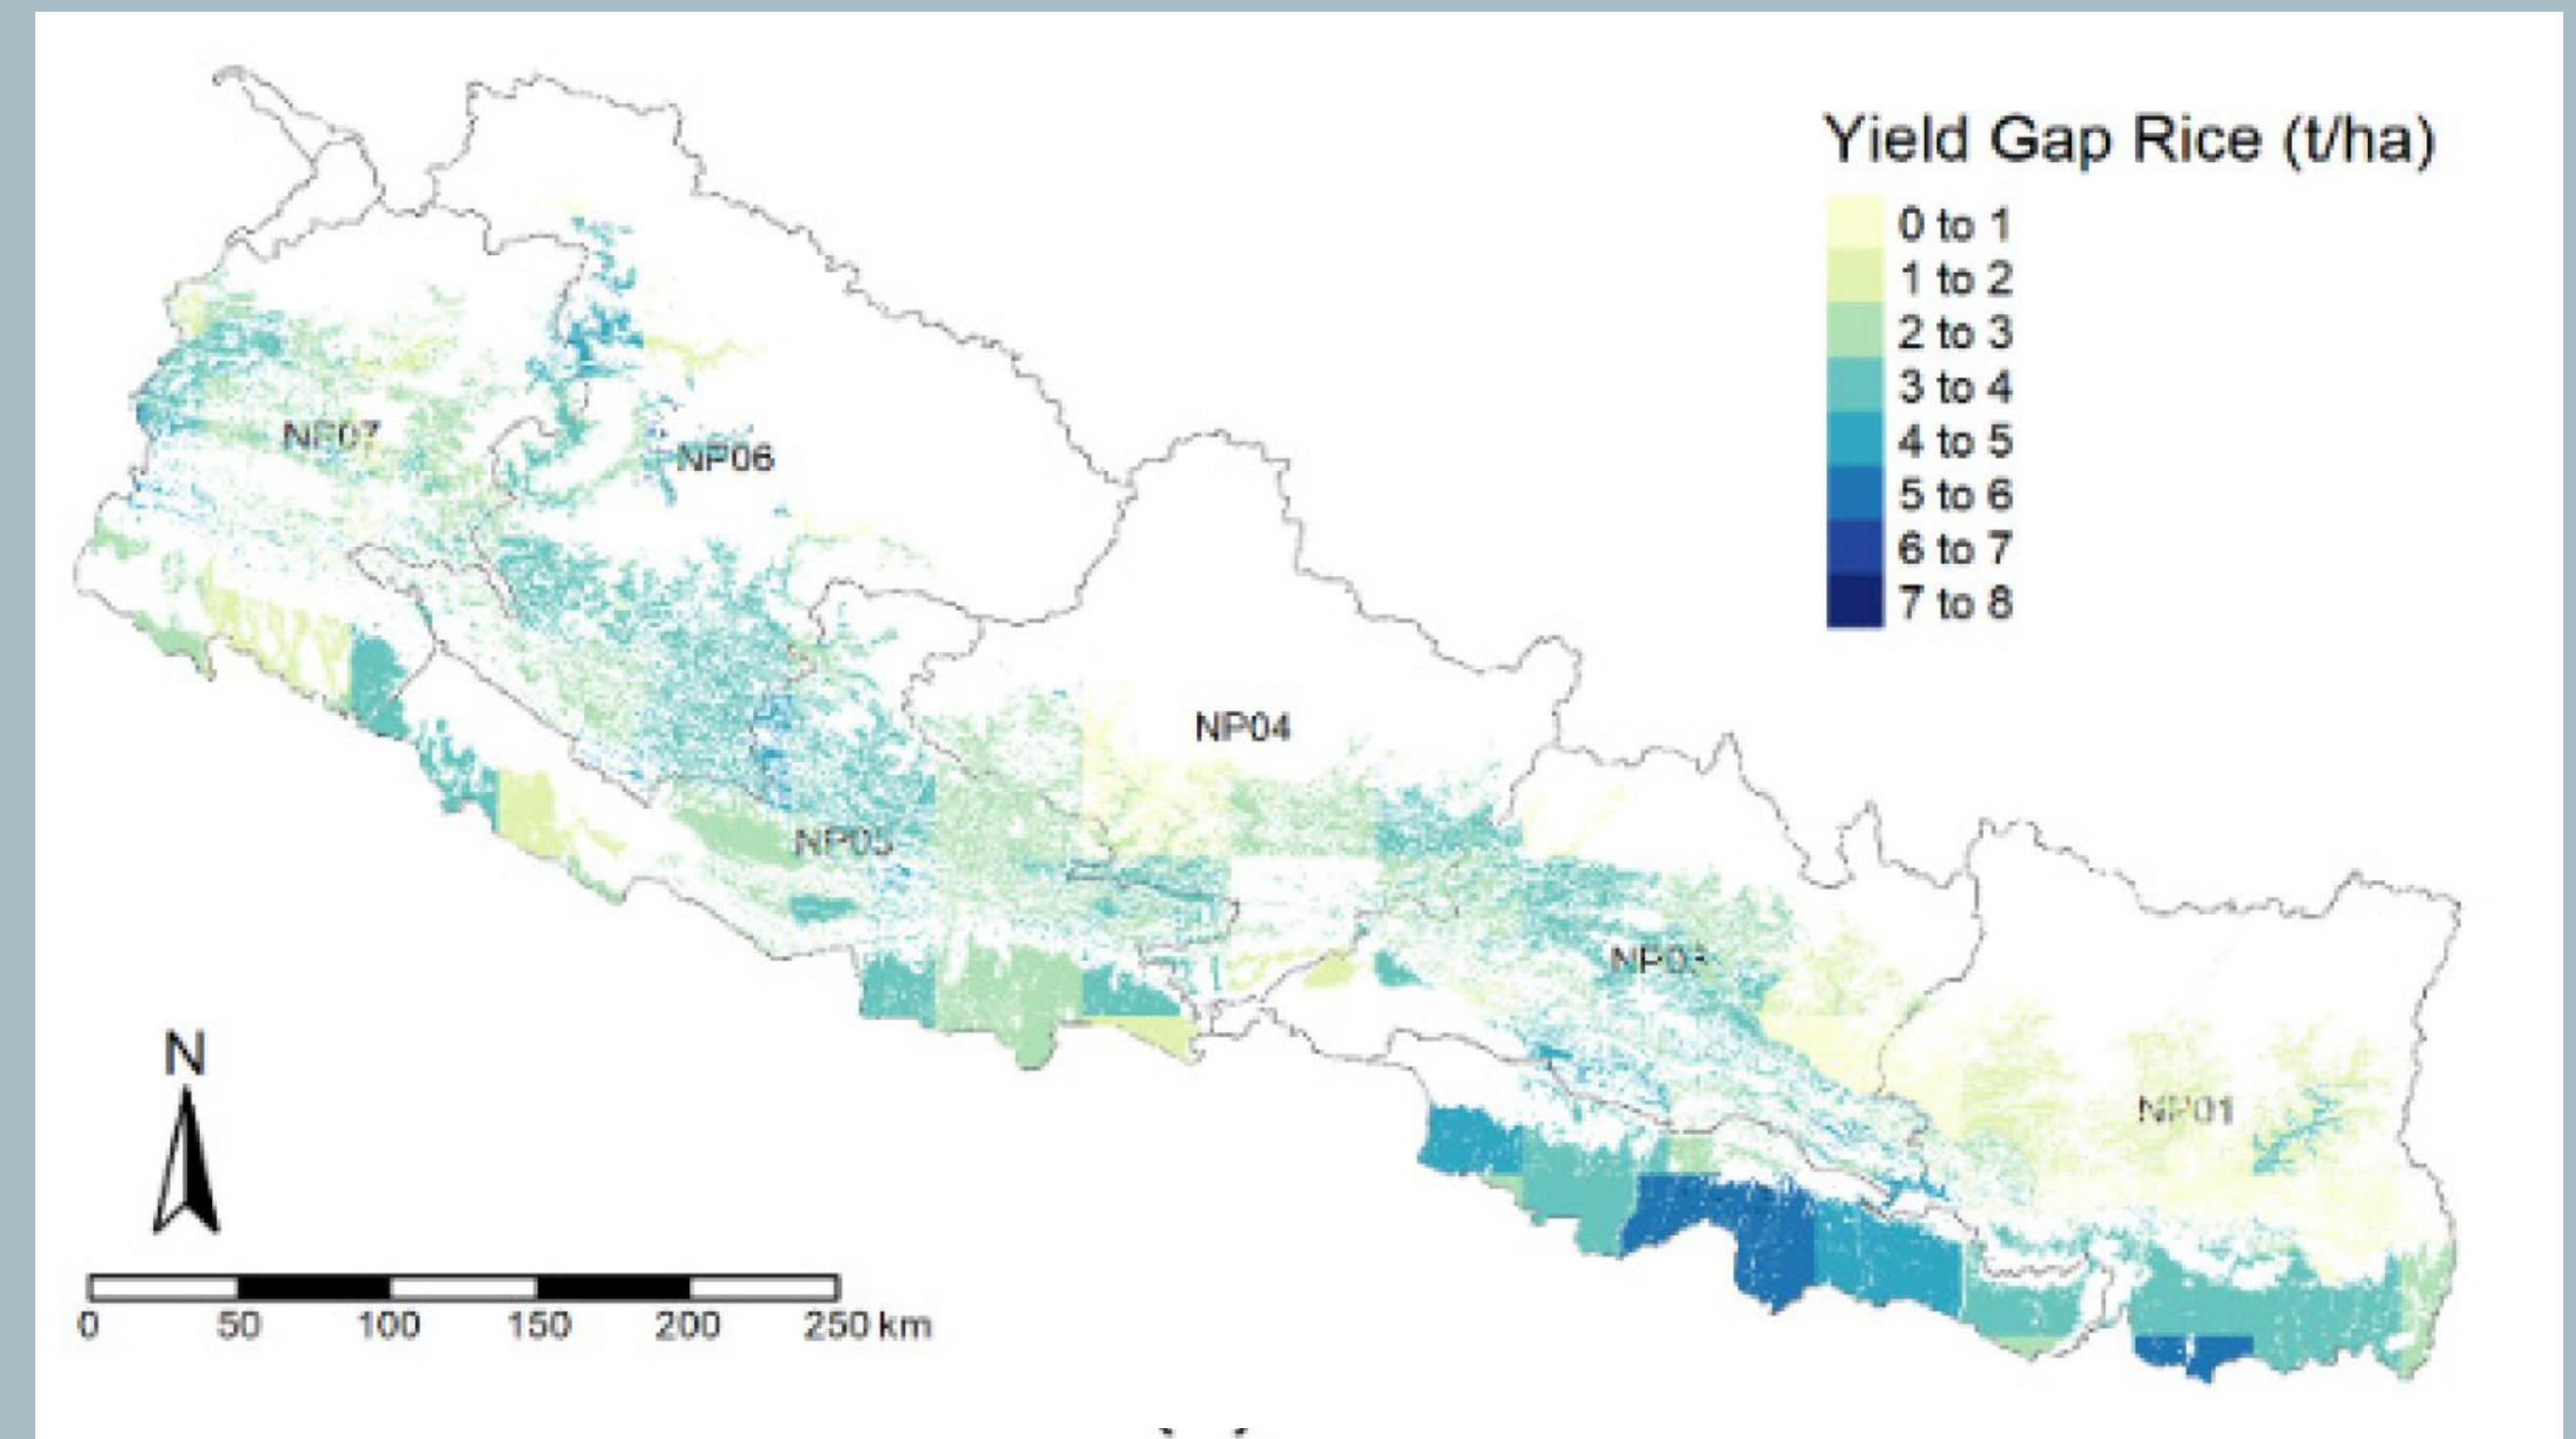 Yield Gap Rice (t/ha)
0 to 1
1 to 2
2 to 3
3 to 4
4 to 5
5 to 6
6 to 7
7 to 8
NP07
NP06
NP04
NP05
NP03
NP01
N
0 50 100 150 200 250 km